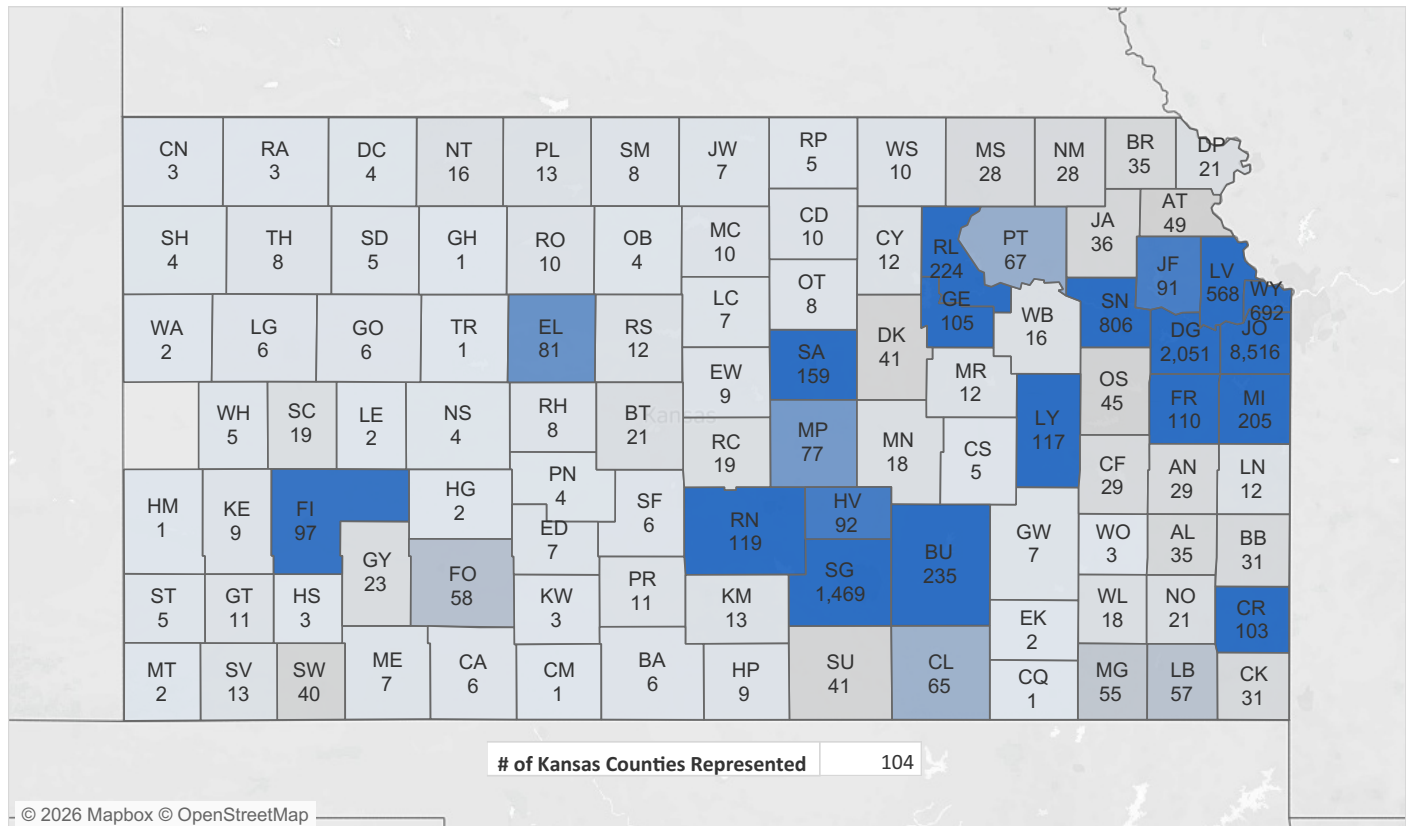 CN
3
RA
3
DC
4
NT
16
PL
13
SM
8
JW
7
RP
5
WS
10
MS
28
NM
28
BR
35
DP
21
SH
4
TH
8
SD
5
GH
1
RO
10
OB
4
MC
10
CD
10
CY
12
RL
224
PT
67
JA
36
AT
49
OT
8
GE
105
JF
91
LV
568
WY
692
WA
2
LG
6
GO
6
TR
1
EL
81
RS
12
LC
7
SA
159
DK
41
WB
16
SN
806
DG
2,051
JO
8,516
EW
9
MR
12
WH
5
SC
19
LE
2
NS
4
RH
8
BT
21
Kansas
RC
19
MP
77
MN
18
CS
5
LY
117
OS
45
FR
110
MI
205
HM
1
KE
9
FI
97
HG
2
PN
4
SF
6
RN
119
HV
92
BU
235
GW
7
CF
29
AN
29
LN
12
ED
7
GY
23
FO
58
SG
1,469
WO
3
AL
35
BB
31
ST
5
GT
11
HS
3
KW
3
PR
11
KM
13
EK
2
WL
18
NO
21
CR
103
MT
2
SV
13
SW
40
ME
7
CA
6
CM
1
BA
6
HP
9
SU
41
CL
65
CQ
1
MG
55
LB
57
CK
31
# of Kansas Counties Represented 104
© 2026 Mapbox © OpenStreetMap